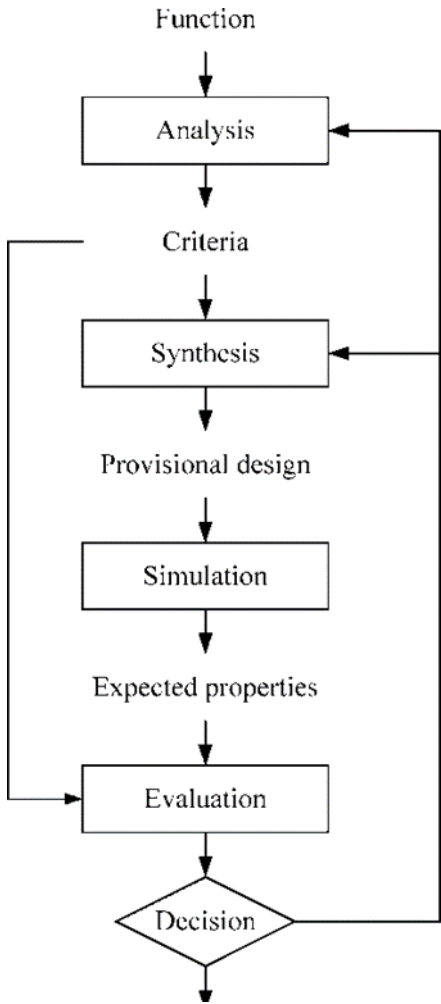 Function
Analysis
Criteria
Synthesis
Provisional design
Simulation
Expected properties
Evaluation
Decision